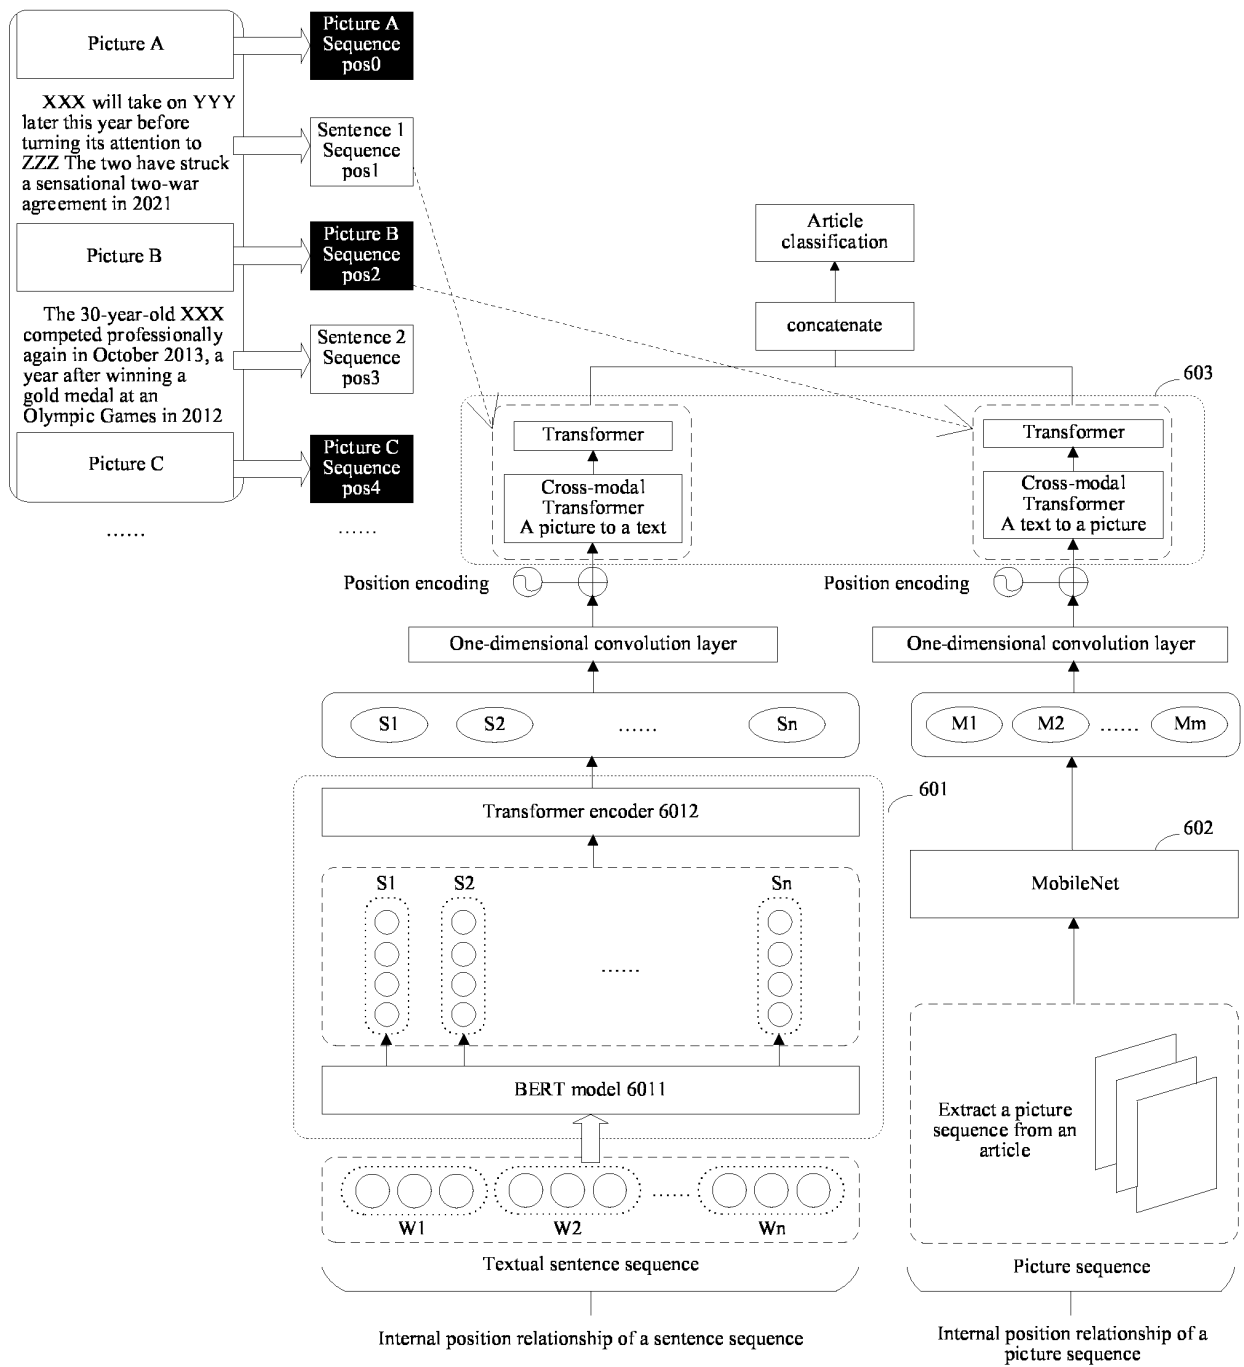 Picture A
XXX will take on YYY
later this year before
turning its attention to
ZZZ The two have struck
a sensational two-war
agreement in 2021
Picture B
The 30-year-old XXX
competed professionally
again in October 2013, a
year after winning a
gold medal at an
Olympic Games in 2012
Picture C
......
Picture A
Sequence
pos0
Sentence 1
Sequence
pos1
Picture B
Sequence
pos2
Sentence 2
Sequence
pos3
Picture C
Sequence
pos4
......
Article
classification
concatenate
603
Transformer
Cross-modal
Transformer
A picture to a text
Transformer
Cross-modal
Transformer
A text to a picture
Position encoding
Position encoding
One-dimensional convolution layer
One-dimensional convolution layer
S1 S2 ...... Sn
M1 M2 ...... Mm
601
Transformer encoder 6012
602
MobileNet
S1 S2 Sn
......
BERT model 6011
Extract a picture
sequence from an
article
......
W1 W2 Wn
Textual sentence sequence
Picture sequence
Internal position relationship of a sentence sequence
Internal position relationship of a
picture sequence